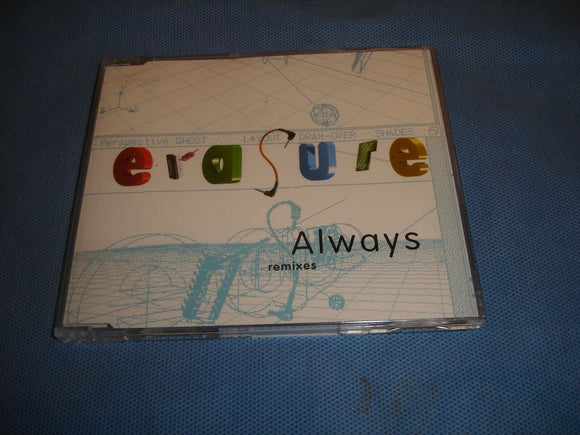 Perspective GHOST LAYOUT DRAW-OVER SHADES
erasure
Always
remixes